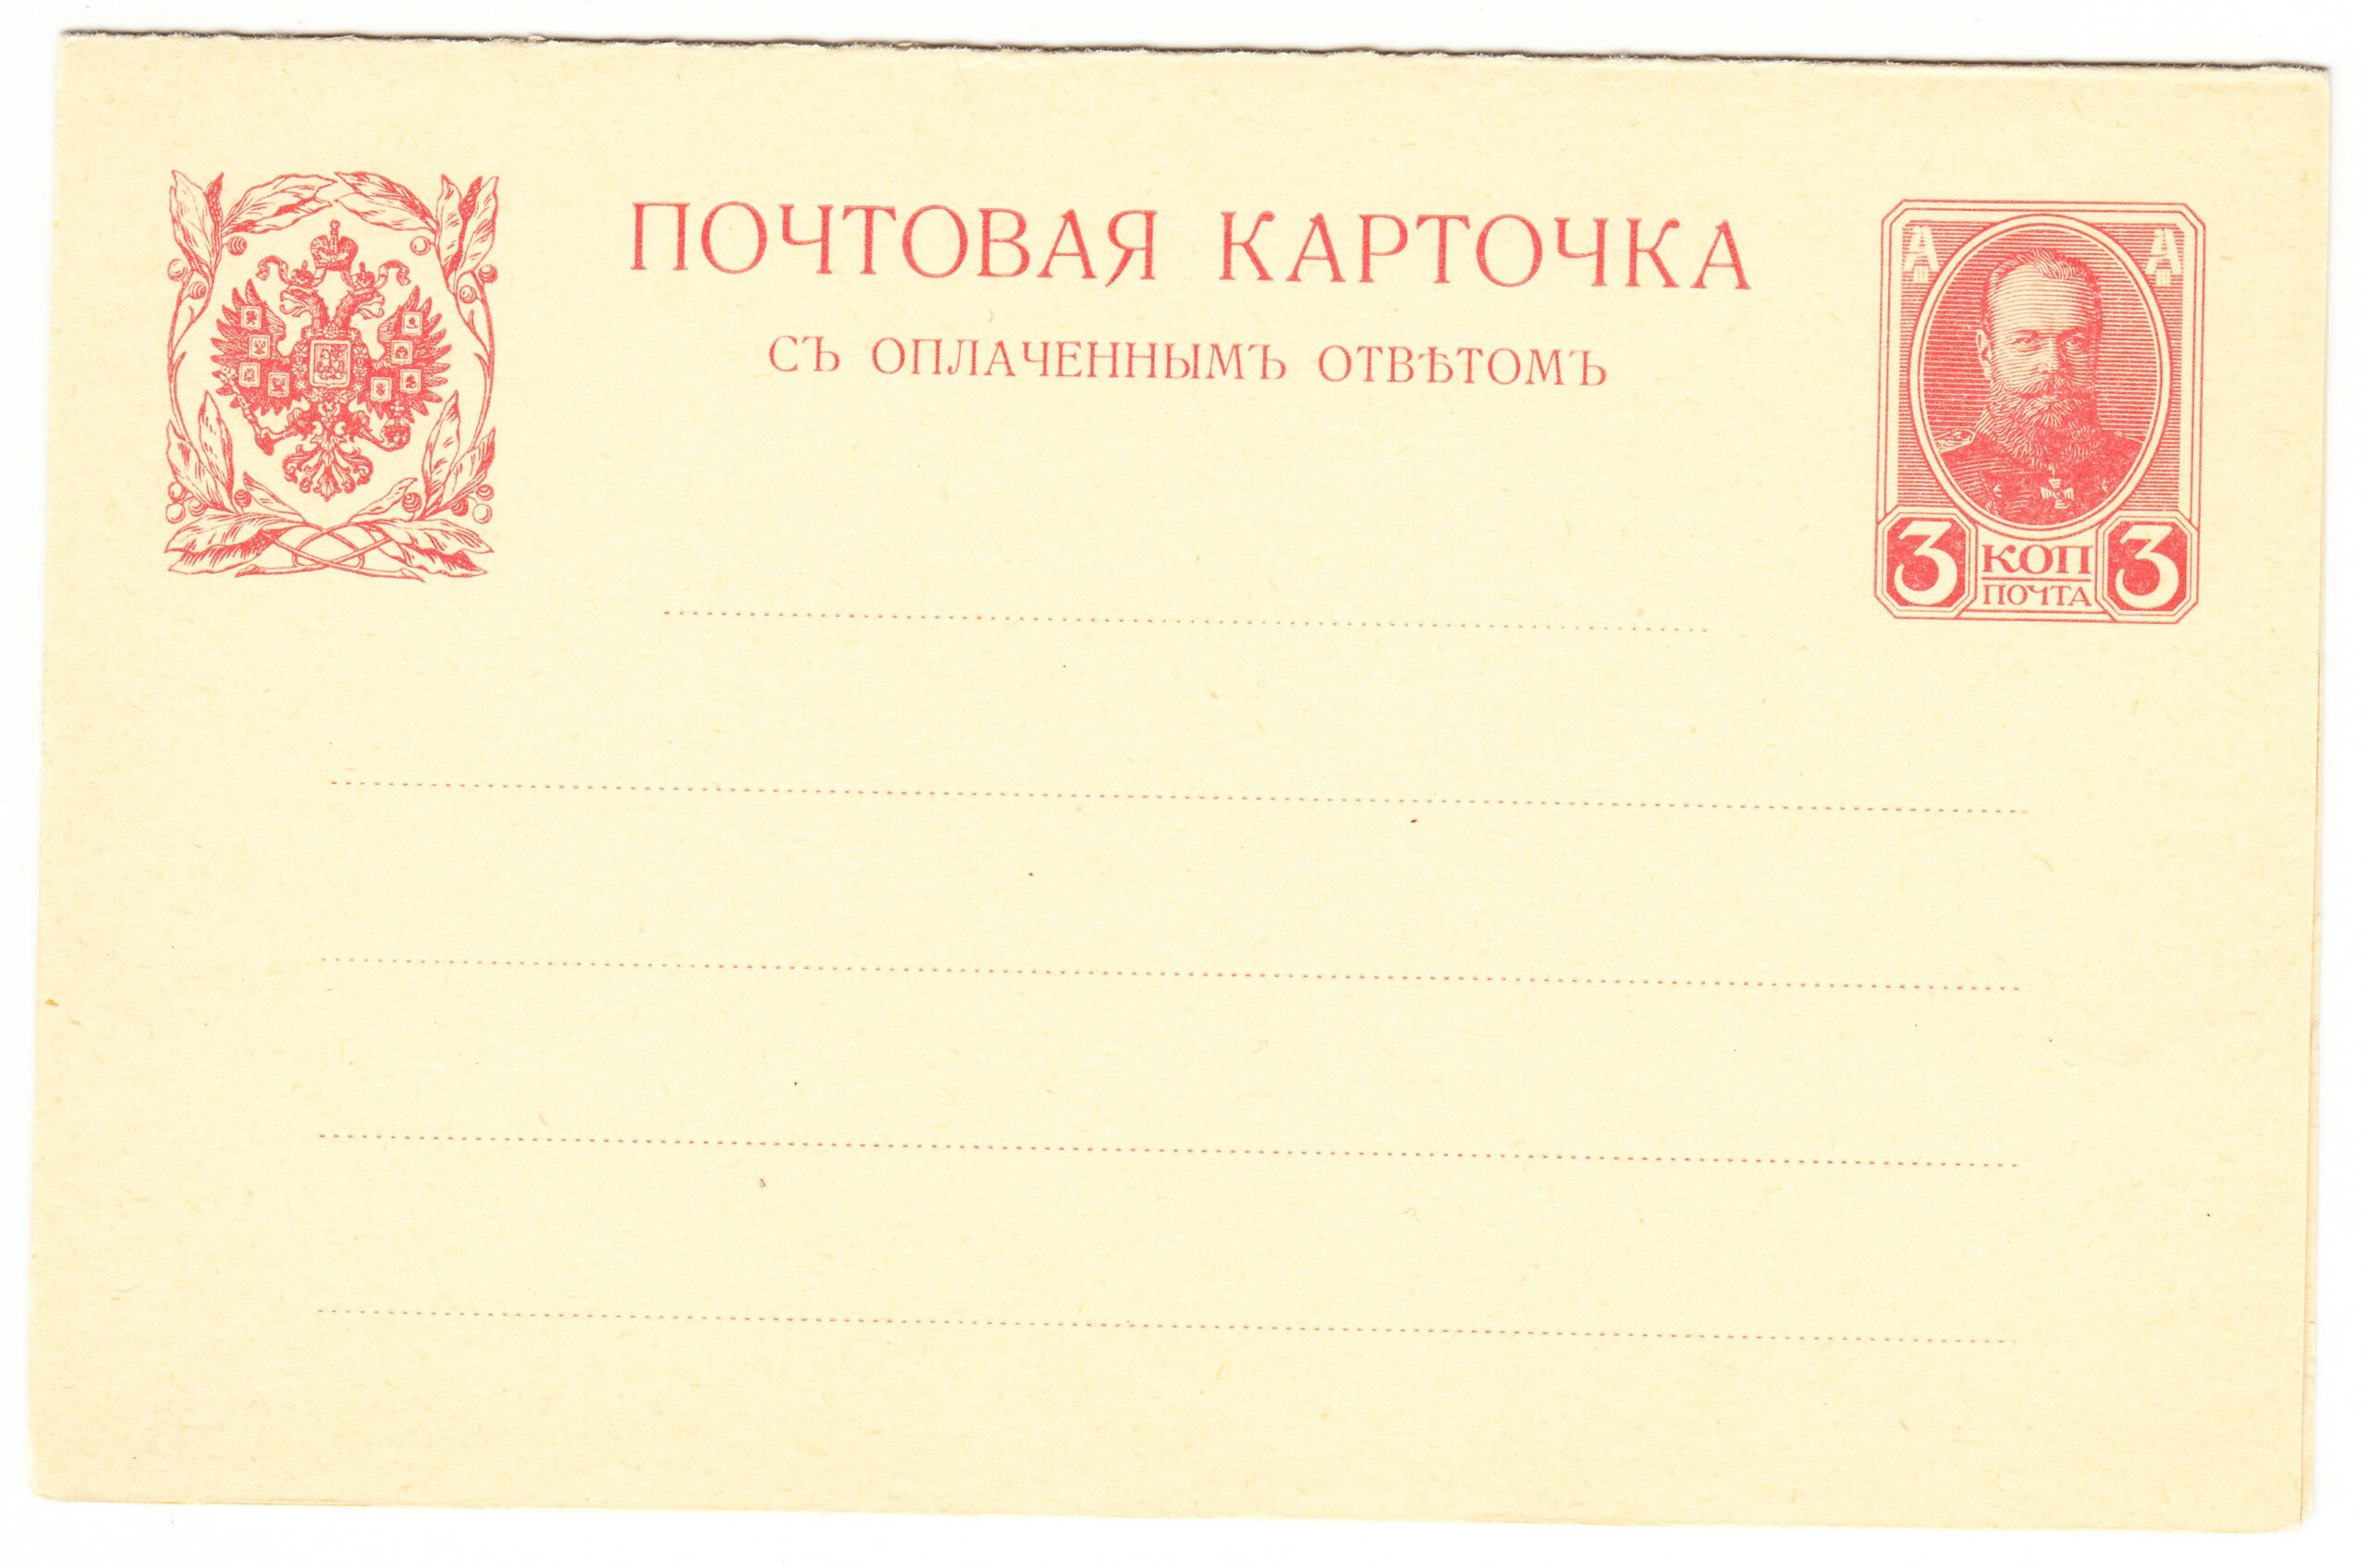 ПОЧТОВАЯ КАРТОЧКА
СЪ ОПЛАЧЕННЫМЪ ОТВѢТОМЪ
А А
3 КОП 3
ПОЧТА